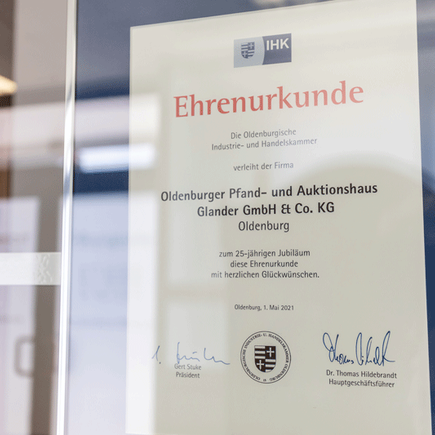 IHK
Ehrenurkunde
Die Oldenburgische
Industrie- und Handelskammer
verleiht der Firma
Oldenburger Pfand- und Auktionshaus
Glander GmbH & Co. KG
Oldenburg
zum 25-jährigen Jubiläum
diese Ehrenurkunde
mit herzlichen Glückwünschen.
Oldenburg, 1. Mai 2021
Gert Stuke
Präsident
Dr. Thomas Hildebrandt
Hauptgeschäftsführer